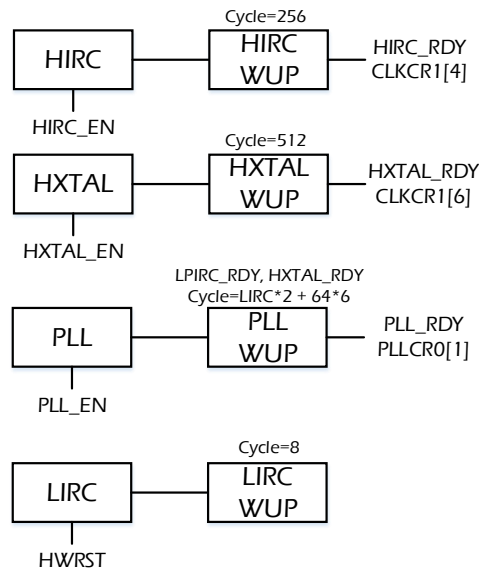 Cycle=256
HIRC
HIRC
WUP
HIRC_RDY
CLKCR1[4]
HIRC_EN
Cycle=512
HXTAL
HXTAL
WUP
HXTAL_RDY
CLKCR1[6]
HXTAL_EN
LPIRC_RDY, HXTAL_RDY
Cycle=LIRC*2 + 64*6
PLL
PLL
WUP
PLL_RDY
PLLCR0[1]
PLL_EN
Cycle=8
LIRC
LIRC
WUP
HWRST